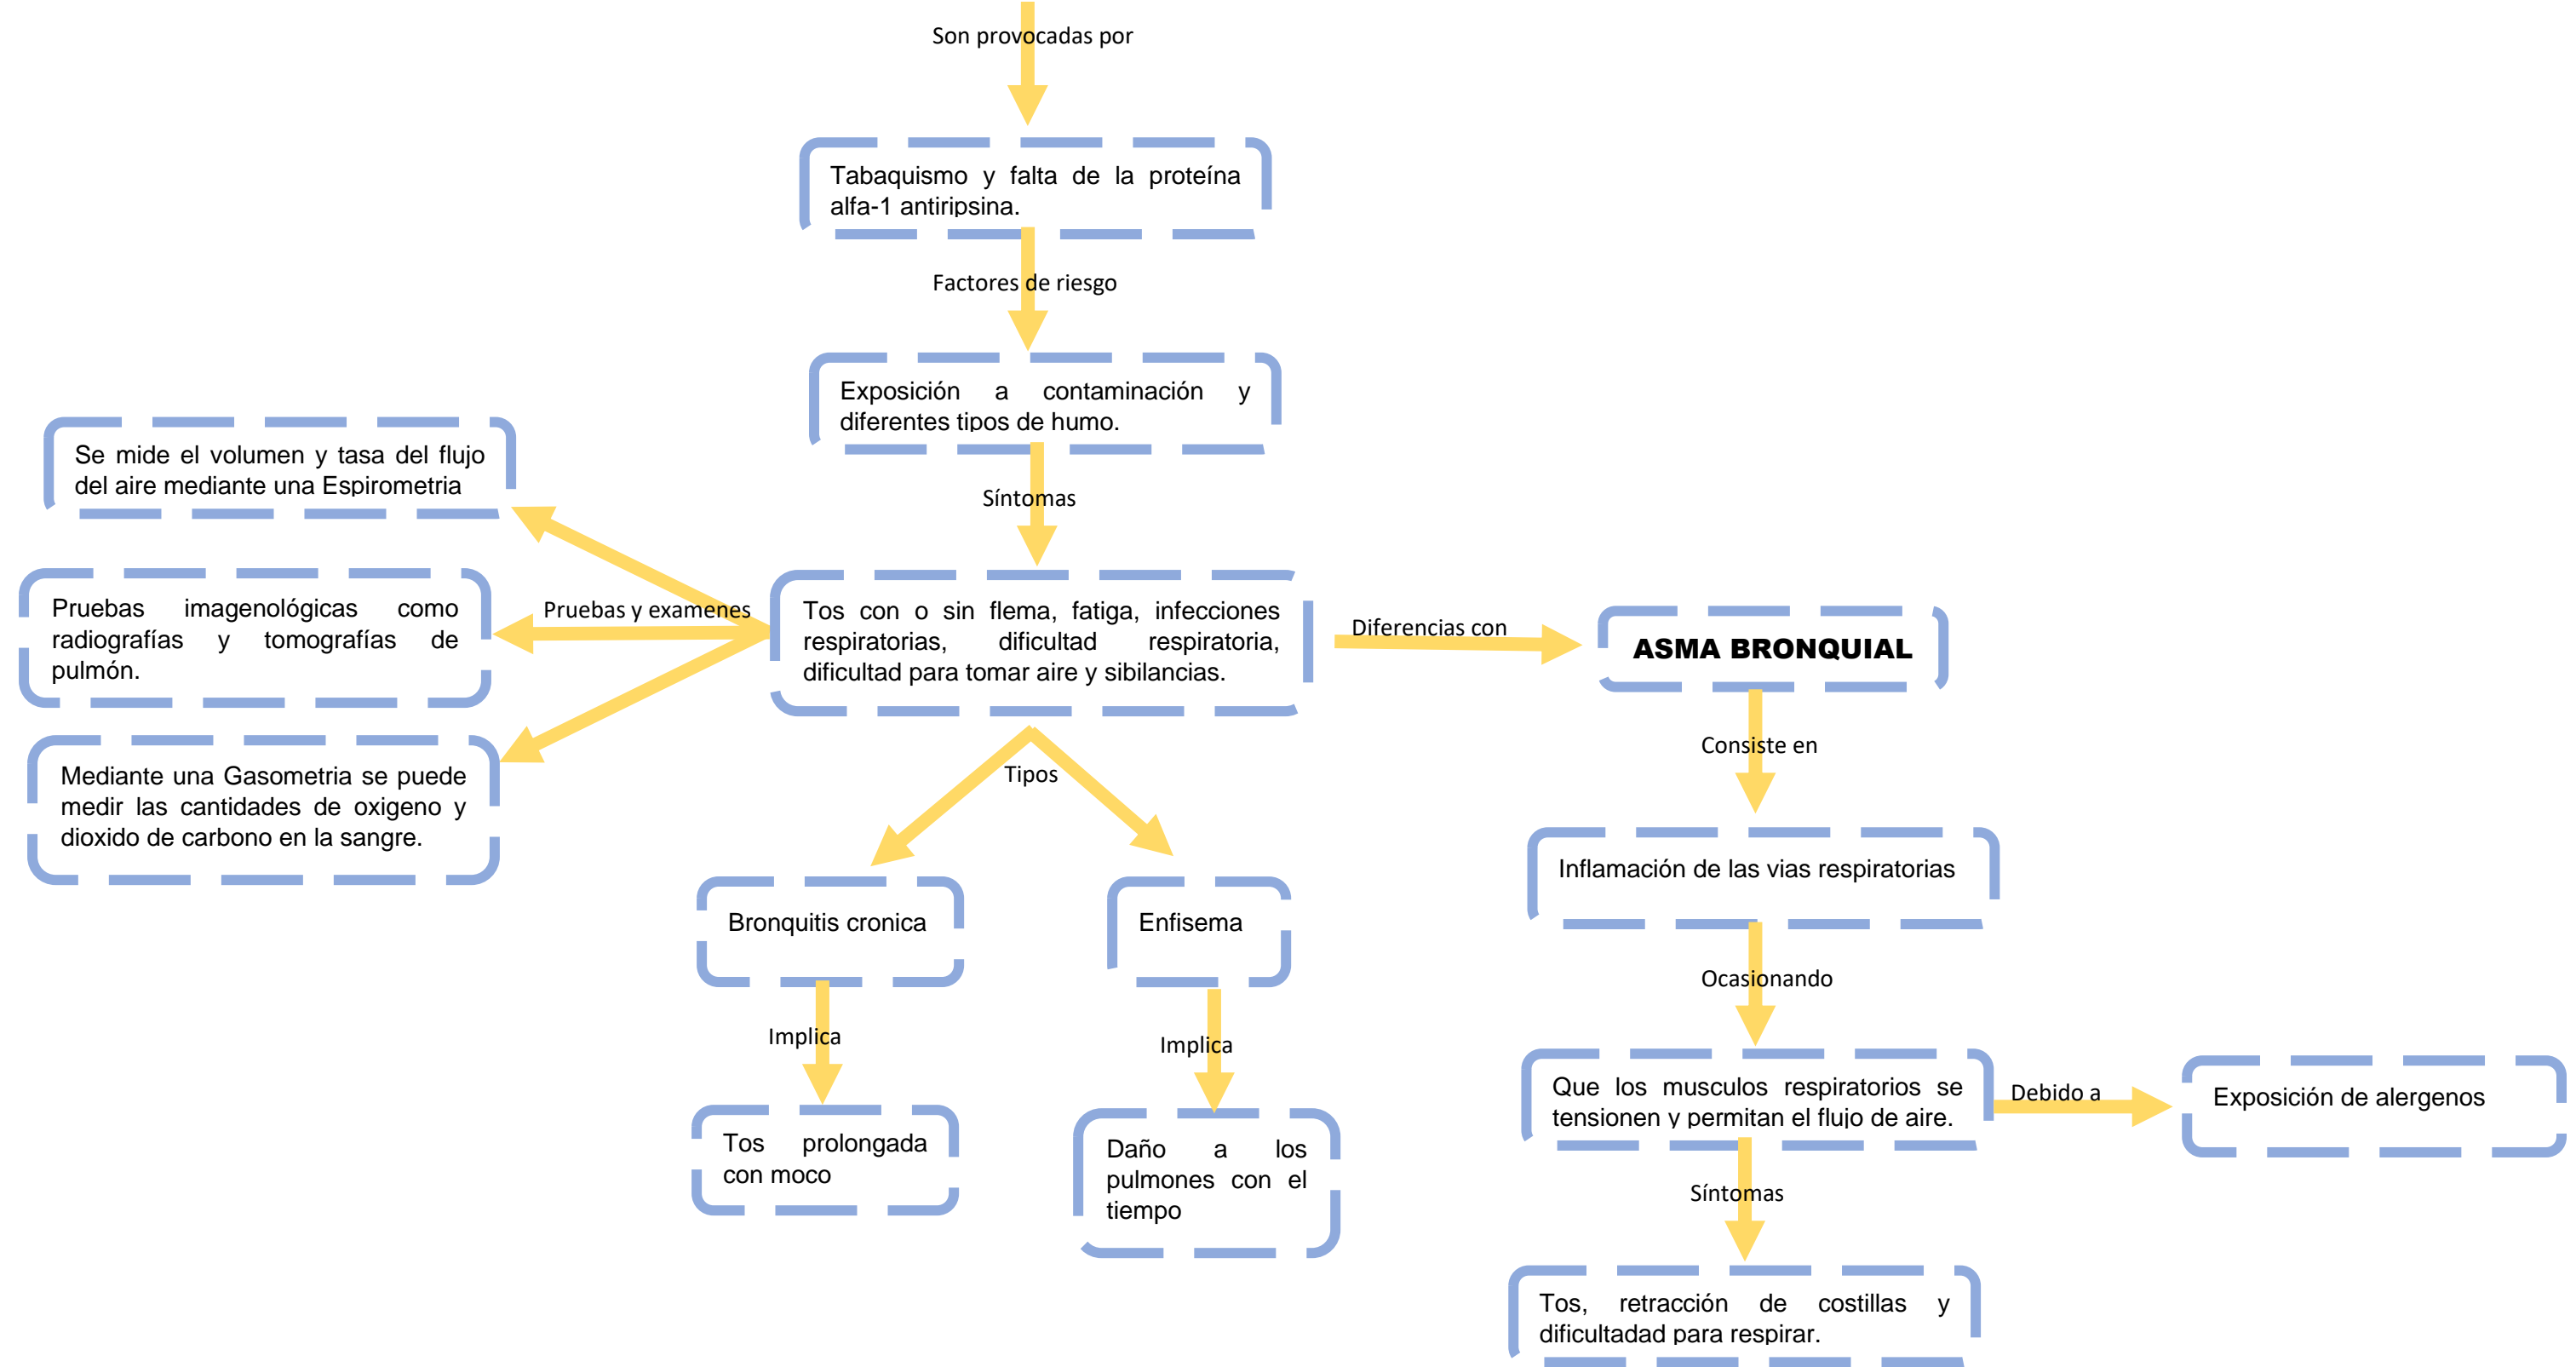 Son provocadas por
Tabaquismo y falta de la proteína
alfa-1 antiripsina.
Factores de riesgo
Exposición a contaminación y
diferentes tipos de humo.
Síntomas
Se mide el volumen y tasa del flujo
del aire mediante una Espirometria
Pruebas imagenológicas como
radiografías y tomografías de
pulmón.
Pruebas y examenes
Mediante una Gasometria se puede
medir las cantidades de oxigeno y
dioxido de carbono en la sangre.
Tos con o sin flema, fatiga, infecciones
respiratorias, dificultad respiratoria,
dificultad para tomar aire y sibilancias.
Diferencias con
ASMA BRONQUIAL
Consiste en
Tipos
Bronquitis cronica
Enfisema
Implica
Implica
Tos prolongada
con moco
Daño a los
pulmones con el
tiempo
Inflamación de las vias respiratorias
Ocasionando
Que los musculos respiratorios se
tensionen y permitan el flujo de aire.
Debido a
Exposición de alergenos
Síntomas
Tos, retracción de costillas y
dificultadad para respirar.